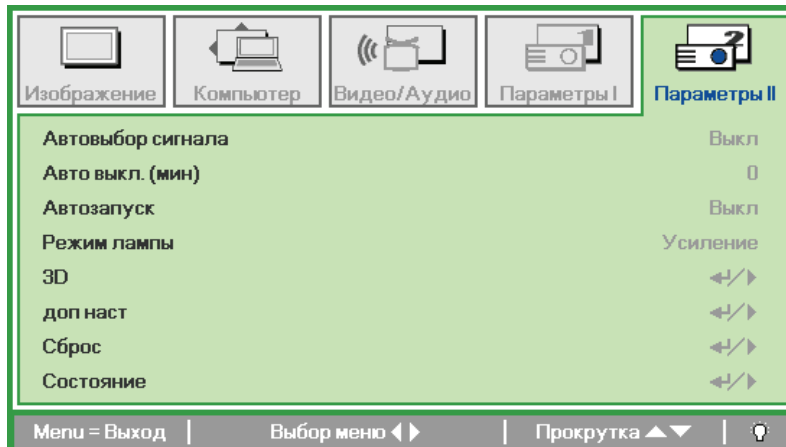 Изображение Компьютер Видео/Аудио Параметры I Параметры II
Автовыбор сигнала Выкл
Авто выкл. (мин) 0
Автозапуск Выкл
Режим лампы Усиление
3D
доп наст
Сброс
Состояние
Menu = Выход Выбор меню Прокрутка